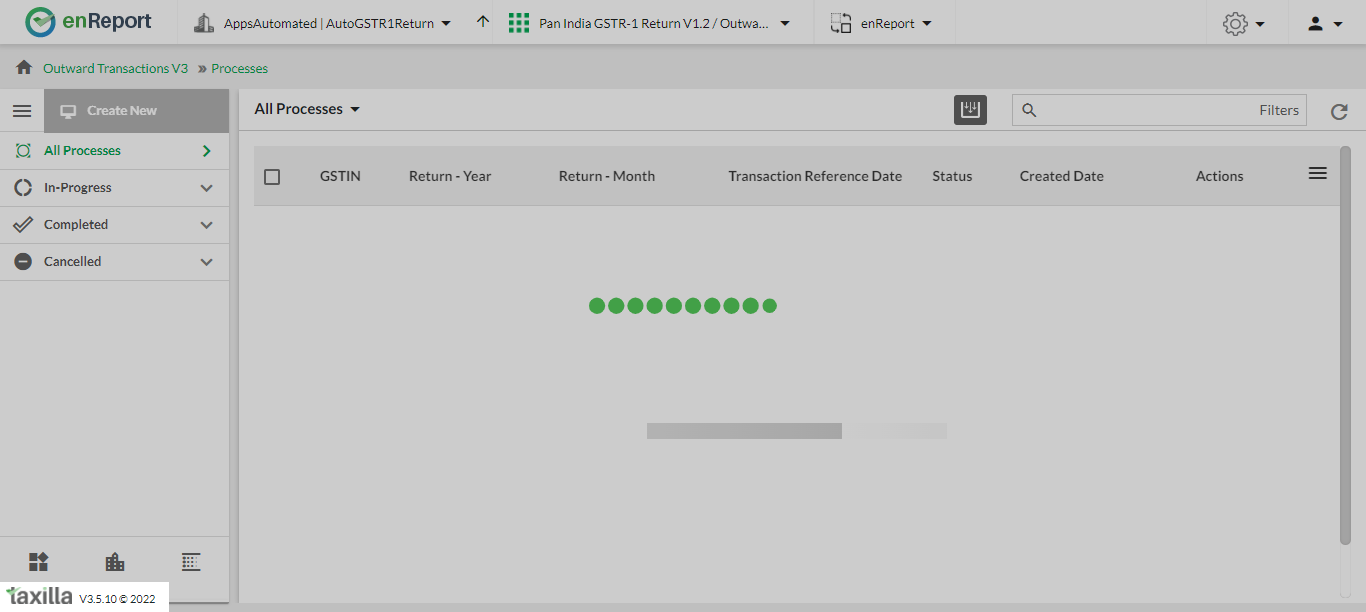 enReport
AppsAutomated | AutoGSTR1Return
Pan India GSTR-1 Return V1.2 / Outwa...
enReport
Outward Transactions V3 » Processes
Create New
All Processes
In-Progress
Completed
Cancelled
All Processes
Filters
GSTIN Return - Year Return - Month Transaction Reference Date Status Created Date Actions
taxilla V3.5.10 © 2022